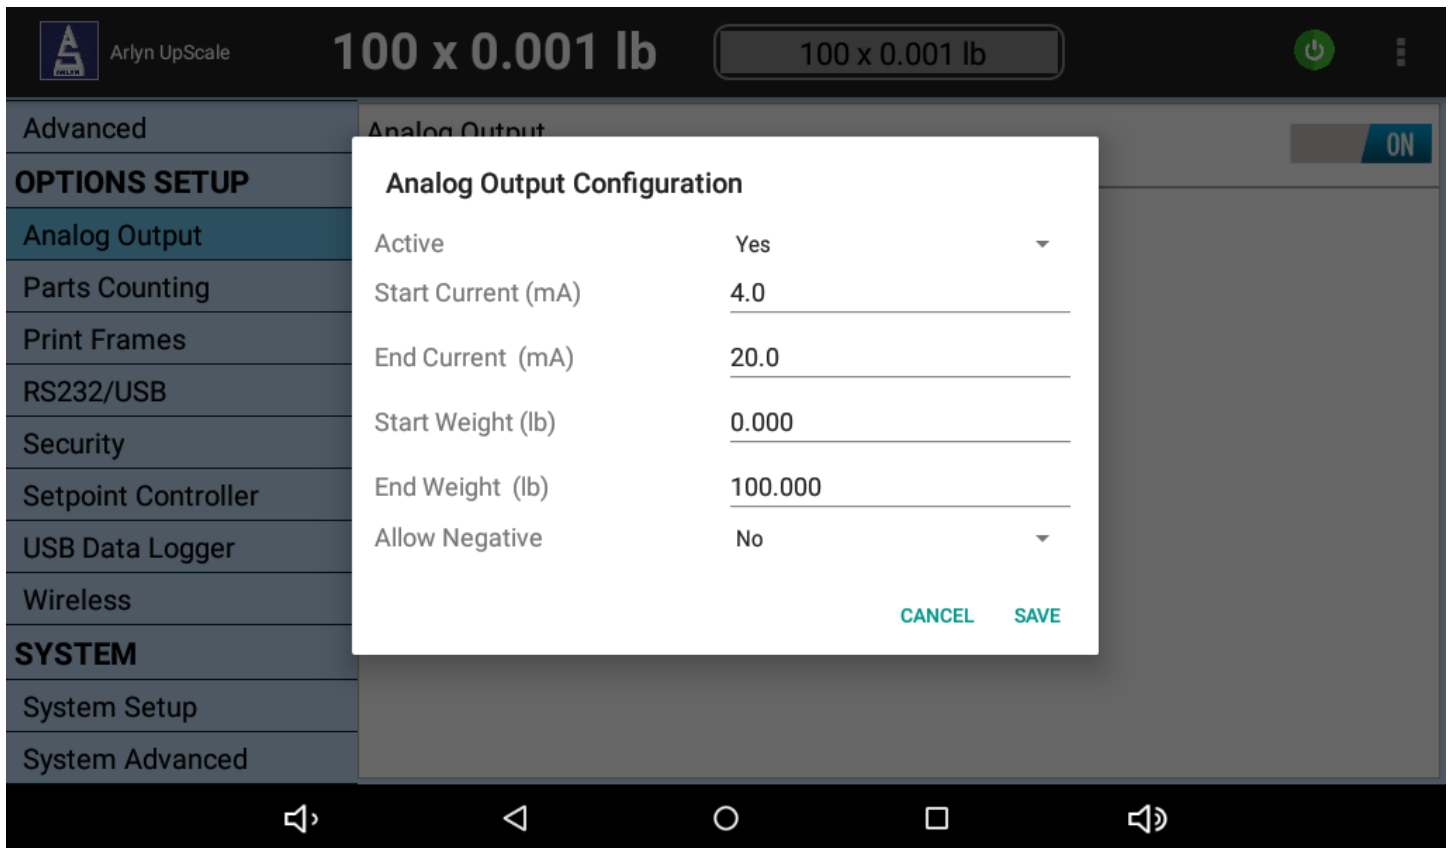 ARLYN
Arlyn UpScale
100 x 0.001 lb
100 x 0.001 lb
Advanced
OPTIONS SETUP
Analog Output
Parts Counting
Print Frames
RS232/USB
Security
Setpoint Controller
USB Data Logger
Wireless
SYSTEM
System Setup
System Advanced
Analog Output
ON
Analog Output Configuration
Active Yes
Start Current (mA) 4.0
End Current (mA) 20.0
Start Weight (lb) 0.000
End Weight (lb) 100.000
Allow Negative No
CANCEL SAVE